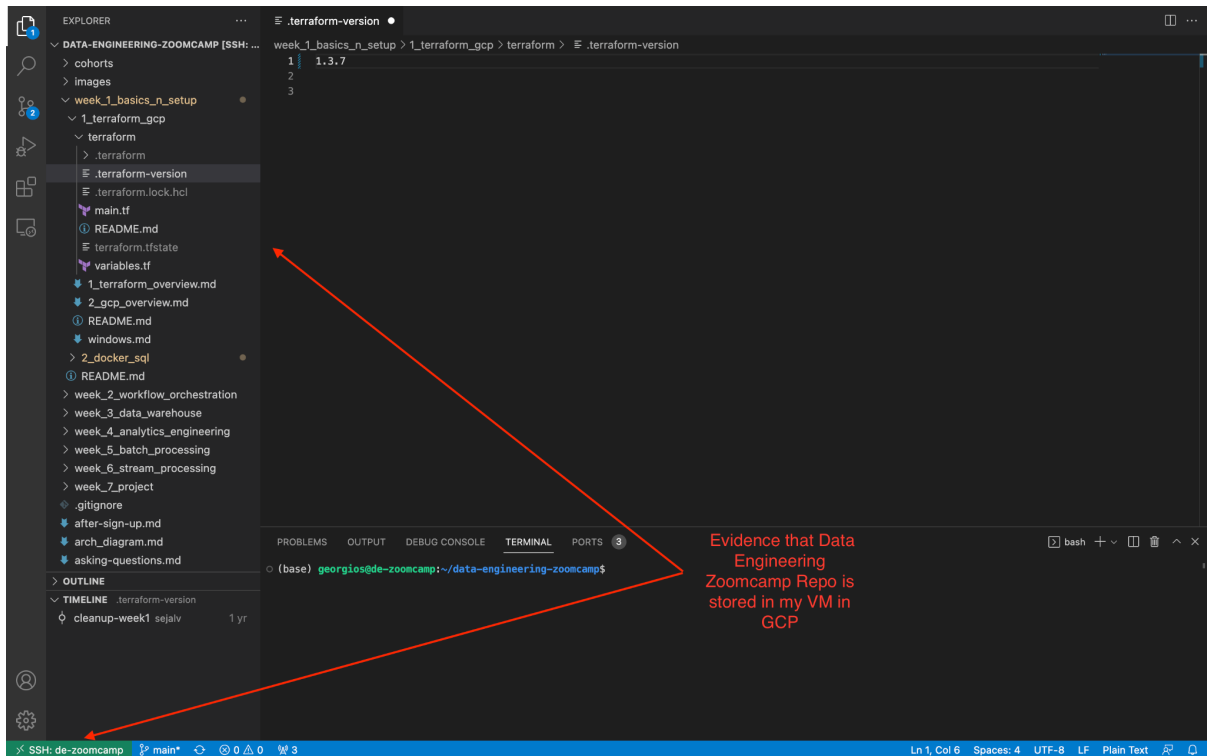 EXPLORER
...
.terraform-version
...
DATA-ENGINEERING-ZOOMCAMP [SSH: ...
cohorts
images
week_1_basics_n_setup
1_terraform_gcp
terraform
.terraform
.terraform-version
.terraform.lock.hcl
main.tf
README.md
terraform.tfstate
variables.tf
1_terraform_overview.md
2_gcp_overview.md
README.md
windows.md
2_docker_sql
README.md
week_2_workflow_orchestration
week_3_data_warehouse
week_4_analytics_engineering
week_5_batch_processing
week_6_stream_processing
week_7_project
.gitignore
after-sign-up.md
arch_diagram.md
asking-questions.md
OUTLINE
TIMELINE .terraform-version
cleanup-week1 sejalv 1 yr
1
2
week_1_basics_n_setup > 1_terraform_gcp > terraform > .terraform-version
1 1.3.7
2
3
PROBLEMS OUTPUT DEBUG CONSOLE TERMINAL PORTS 3
bash
(base) georgios@de-zoomcamp:~/data-engineering-zoomcamp$
Evidence that Data
Engineering
Zoomcamp Repo is
stored in my VM in
GCP
SSH: de-zoomcamp main* 0 0 3 Ln 1, Col 6 Spaces: 4 UTF-8 LF Plain Text